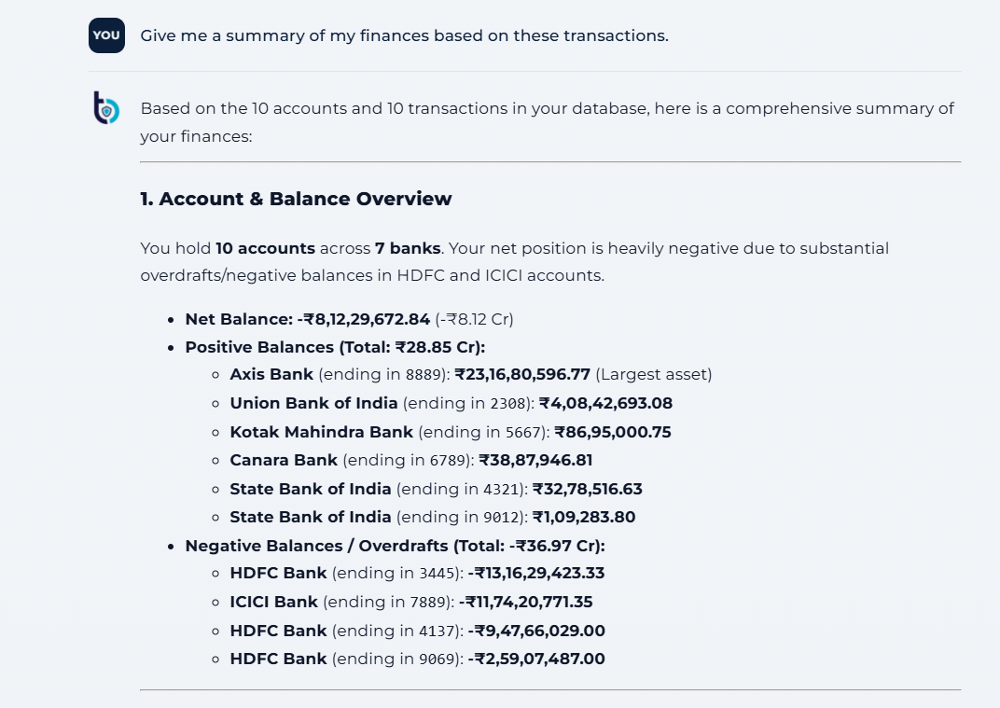 YOU Give me a summary of my finances based on these transactions.
Based on the 10 accounts and 10 transactions in your database, here is a comprehensive summary of
your finances:
1. Account & Balance Overview
You hold 10 accounts across 7 banks. Your net position is heavily negative due to substantial
overdrafts/negative balances in HDFC and ICICI accounts.
• Net Balance: -₹8,12,29,672.84 (-₹8.12 Cr)
• Positive Balances (Total: ₹28.85 Cr):
◦ Axis Bank (ending in 8889): ₹23,16,80,596.77 (Largest asset)
◦ Union Bank of India (ending in 2308): ₹4,08,42,693.08
◦ Kotak Mahindra Bank (ending in 5667): ₹86,95,000.75
◦ Canara Bank (ending in 6789): ₹38,87,946.81
◦ State Bank of India (ending in 4321): ₹32,78,516.63
◦ State Bank of India (ending in 9012): ₹1,09,283.80
• Negative Balances / Overdrafts (Total: -₹36.97 Cr):
◦ HDFC Bank (ending in 3445): -₹13,16,29,423.33
◦ ICICI Bank (ending in 7889): -₹11,74,20,771.35
◦ HDFC Bank (ending in 4137): -₹9,47,66,029.00
◦ HDFC Bank (ending in 9069): -₹2,59,07,487.00